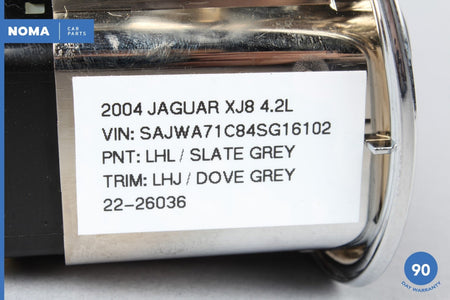 NOMA CAR
PARTS
2004 JAGUAR XJ8 4.2L
VIN: SAJWA71C84SG16102
PNT: LHL / SLATE GREY
TRIM: LHJ / DOVE GREY
22-26036
90
DAY WARRANTY